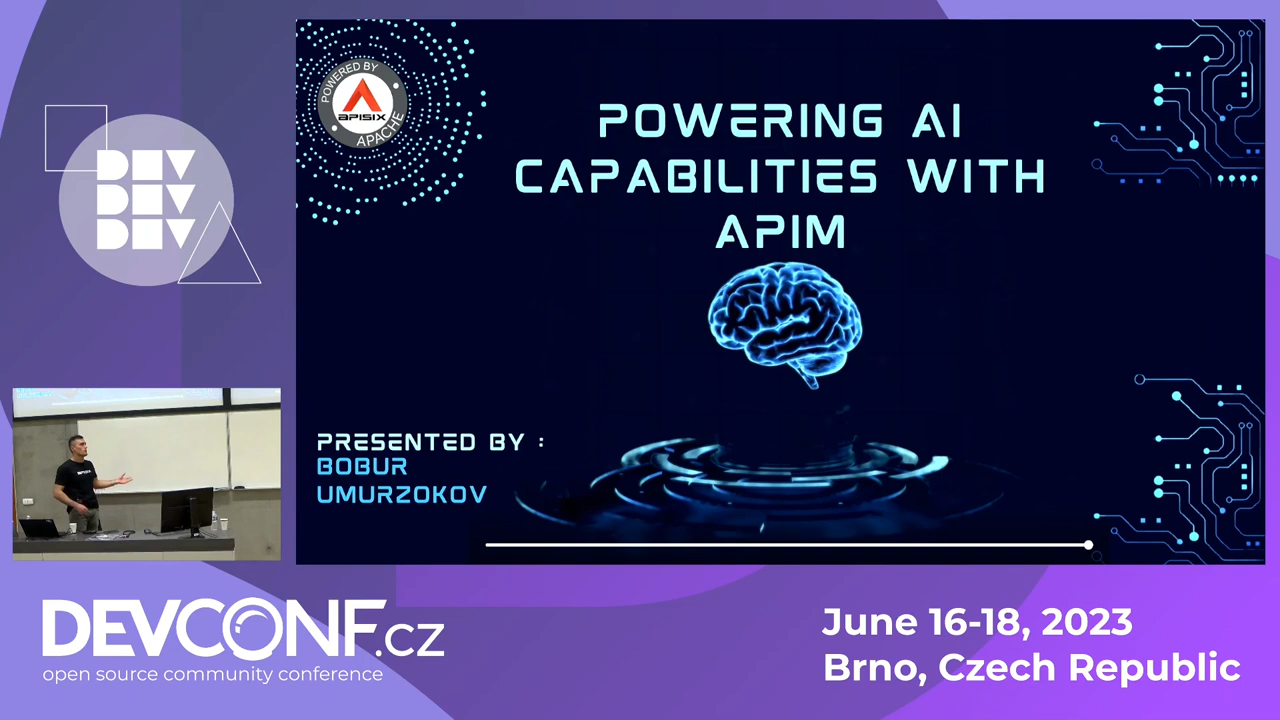 POWERED BY
APISIX
APACHE
POWERING AI
CAPABILITIES WITH
APIM
DEV
DEV
DEV
PRESENTED BY :
BOBUR
UMURZOKOV
DEVCONF.cz
open source community conference
June 16-18, 2023
Brno, Czech Republic